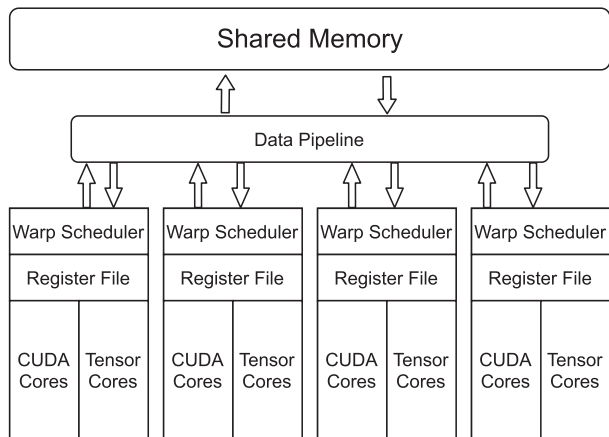 Shared Memory
Data Pipeline
Warp Scheduler Warp Scheduler Warp Scheduler Warp Scheduler
Register File Register File Register File Register File
CUDA Tensor CUDA Tensor CUDA Tensor CUDA Tensor
Cores Cores Cores Cores Cores Cores Cores Cores